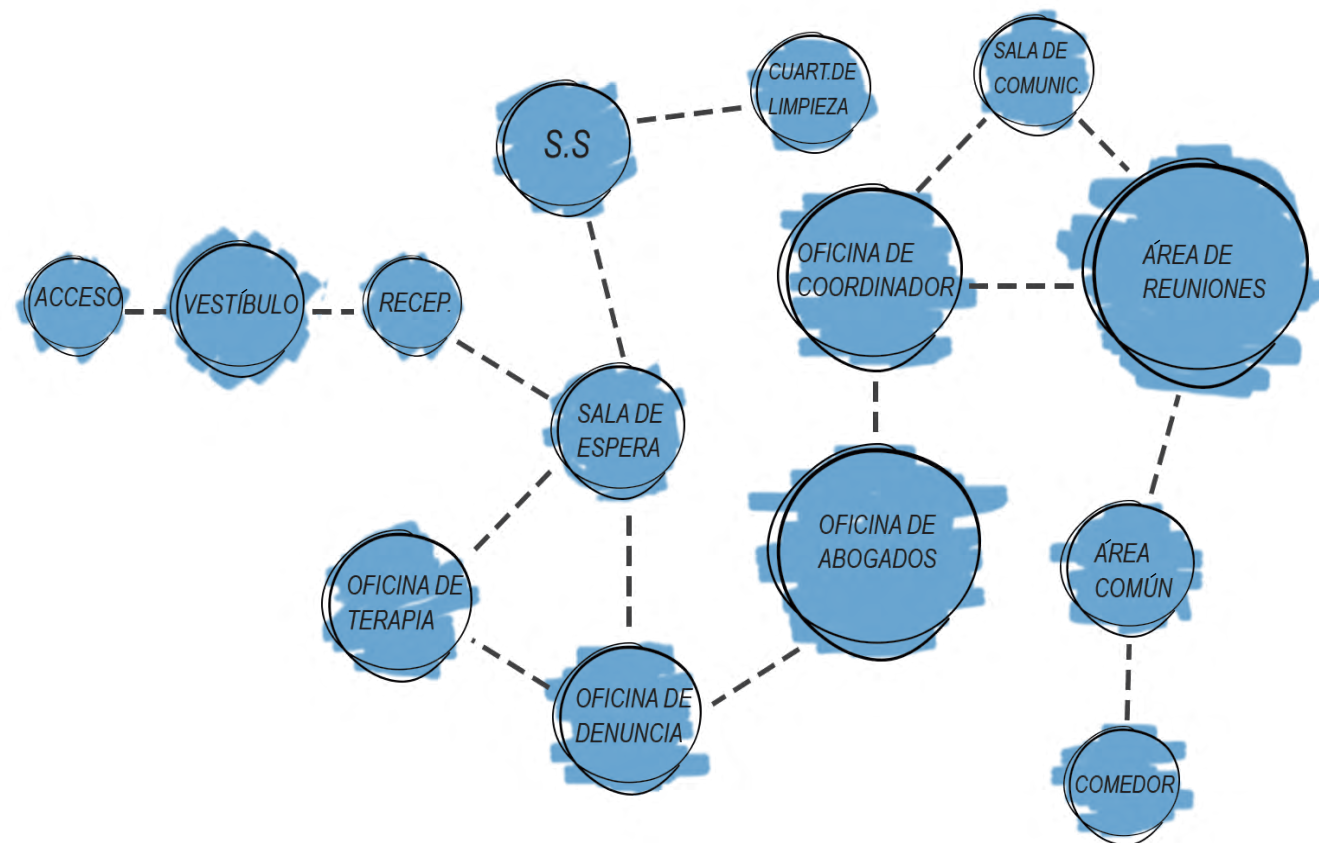 SALA DE
COMUNIC.
CUART.DE
LIMPIEZA
S.S
OFICINA DE
COORDINADOR
ÁREA DE
REUNIONES
ACCESO
VESTÍBULO
RECEP.
SALA DE
ESPERA
OFICINA DE
ABOGADOS
ÁREA
COMÚN
OFICINA DE
TERAPIA
OFICINA DE
DENUNCIA
COMEDOR